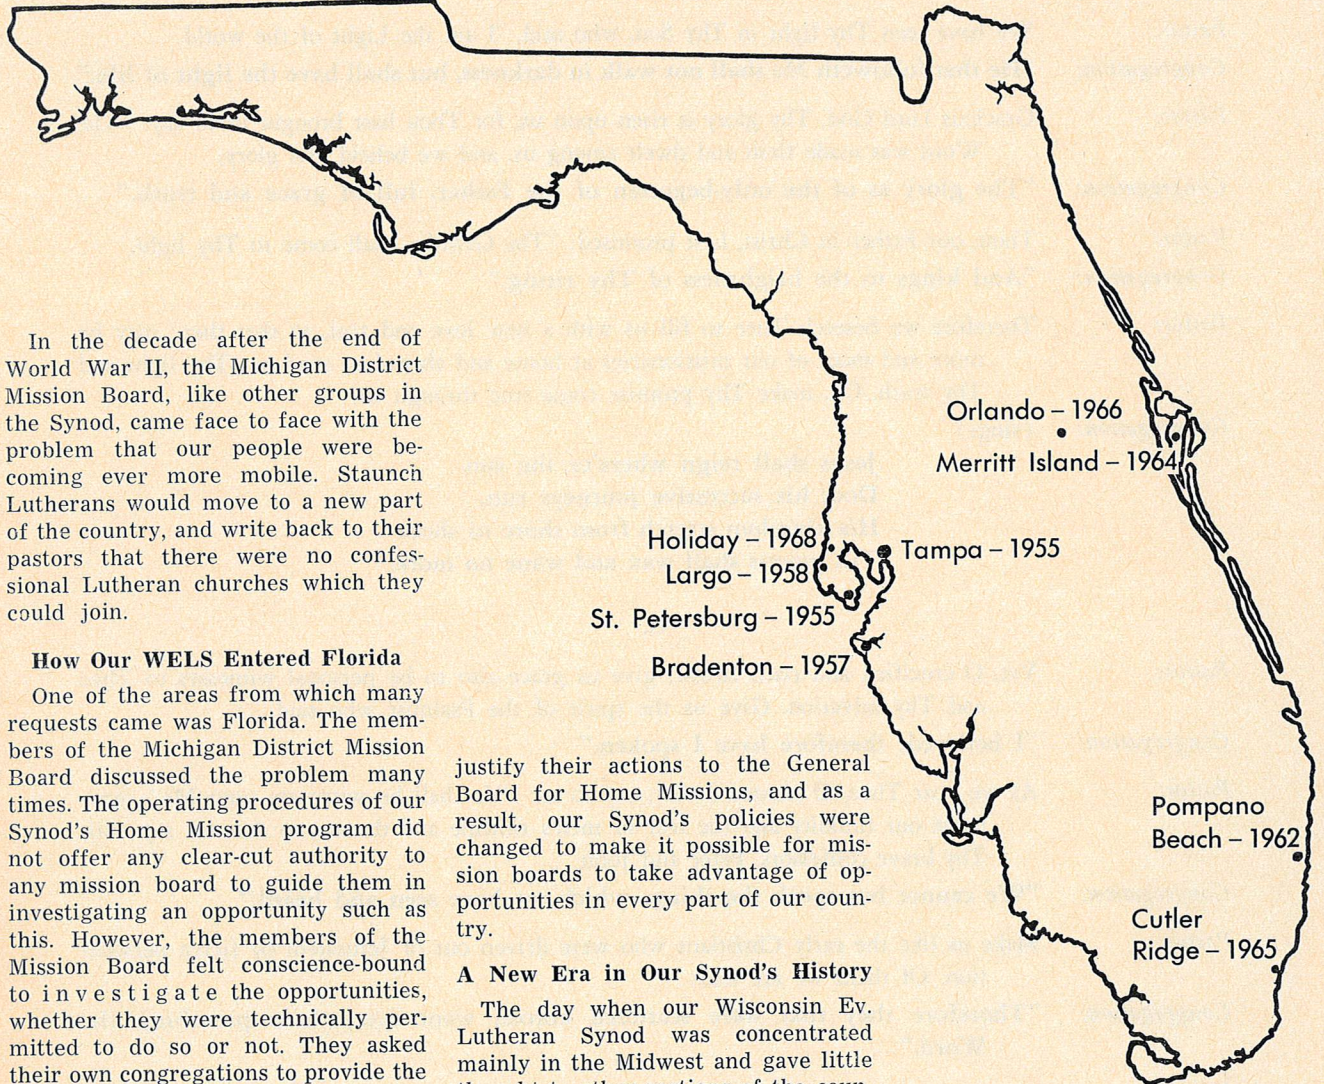 In the decade after the end of
World War II, the Michigan District
Mission Board, like other groups in
the Synod, came face to face with the
problem that our people were be-
coming ever more mobile. Staunch
Lutherans would move to a new part
of the country, and write back to their
pastors that there were no confes-
sional Lutheran churches which they
could join.
How Our WELS Entered Florida
One of the areas from which many
requests came was Florida. The mem-
bers of the Michigan District Mission
Board discussed the problem many
times. The operating procedures of our
Synod's Home Mission program did
not offer any clear-cut authority to
any mission board to guide them in
investigating an opportunity such as
this. However, the members of the
Mission Board felt conscience-bound
to investigate the opportunities,
whether they were technically per-
mitted to do so or not. They asked
their own congregations to provide the
justify their actions to the General
Board for Home Missions, and as a
result, our Synod's policies were
changed to make it possible for mis-
sion boards to take advantage of op-
portunities in every part of our coun-
try.
A New Era in Our Synod's History
The day when our Wisconsin Ev.
Lutheran Synod was concentrated
mainly in the Midwest and gave little
Orlando – 1966
Merritt Island – 1964
Holiday – 1968
Tampa – 1955
Largo – 1958
St. Petersburg – 1955
Bradenton – 1957
Pompano
Beach – 1962
Cutler
Ridge – 1965